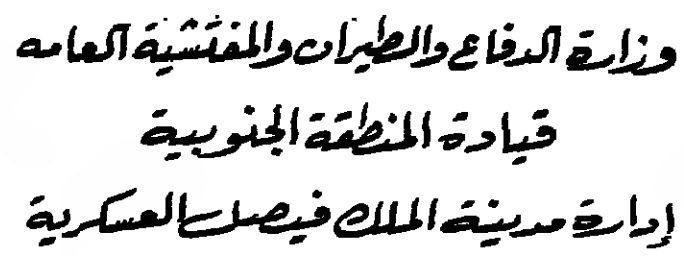 وزارة الدفاع والطيران والمفتشية العامه
قيادة المنطقة الجنوبية
إدارة مدينة الملك فيصل العسكرية